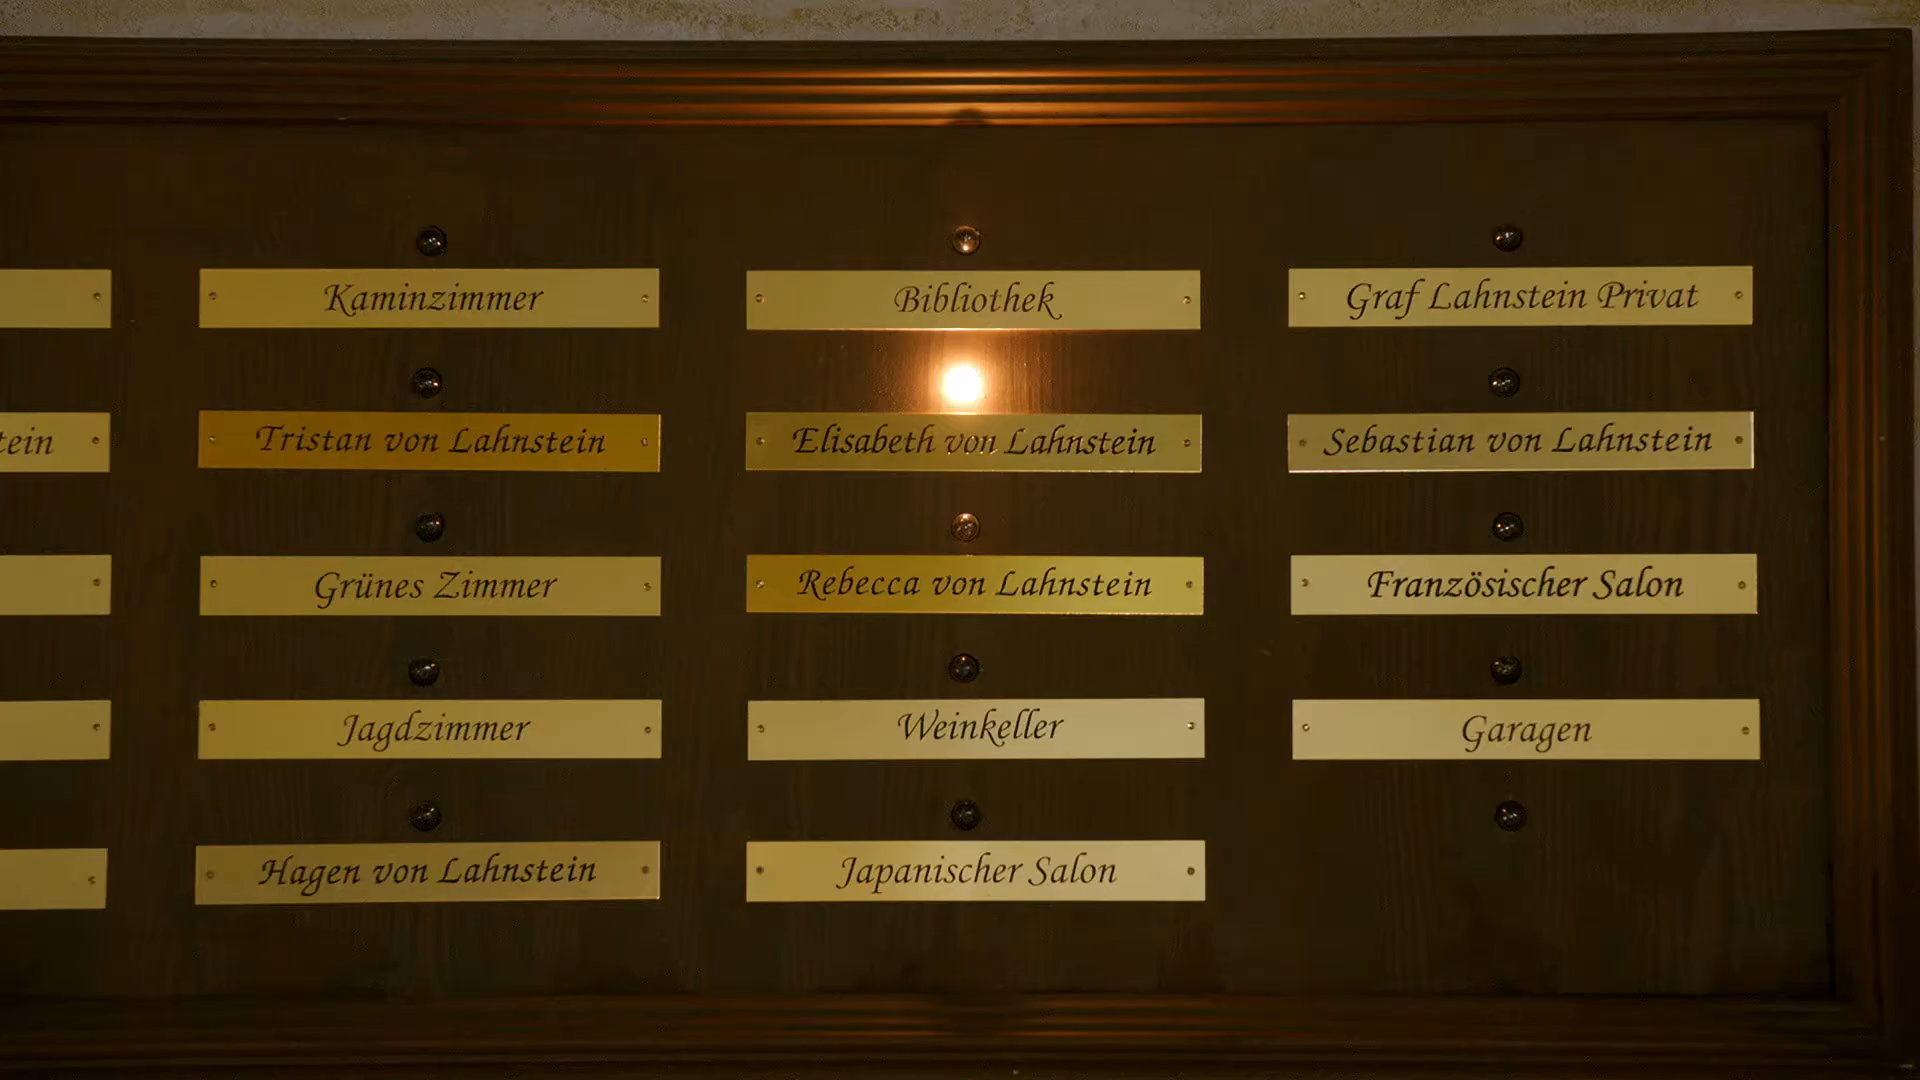 Kaminzimmer
Bibliothek
Graf Lahnstein Privat
tein
Tristan von Lahnstein
Elisabeth von Lahnstein
Sebastian von Lahnstein
Grünes Zimmer
Rebecca von Lahnstein
Französischer Salon
Jagdzimmer
Weinkeller
Garagen
Hagen von Lahnstein
Japanischer Salon